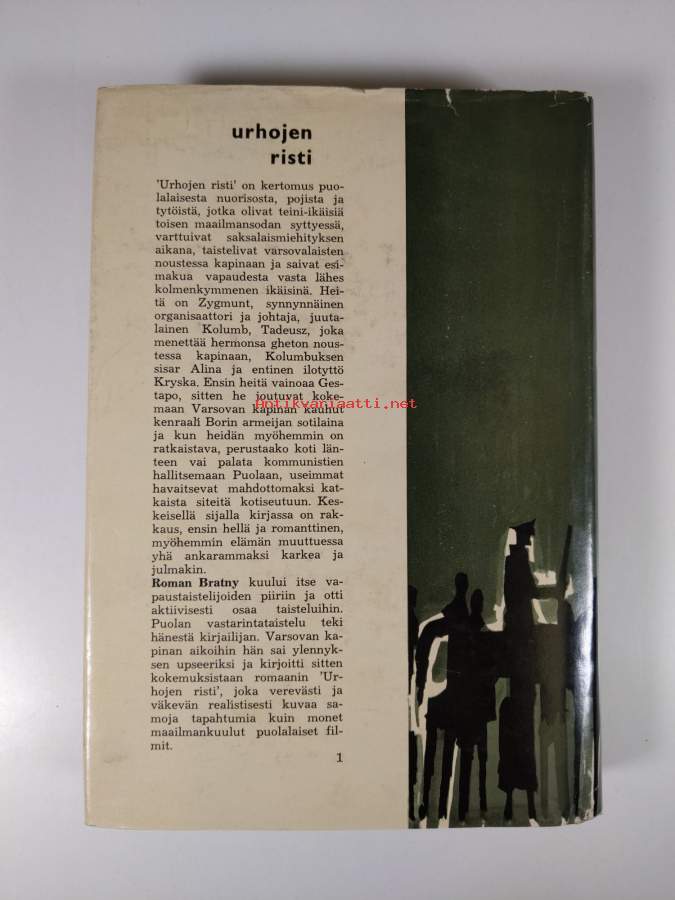 urhojen
risti
'Urhojen risti' on kertomus puo-
lalaisesta nuorisosta, pojista ja
tytöistä, jotka olivat teini-ikäisiä
toisen maailmansodan syttyessä,
varttuivat saksalaismiehityksen
aikana, taistelivat varsovalaisten
noustessa kapinaan ja saivat esi-
makua vapaudesta vasta lähes
kolmenkymmenen ikäisinä. Hei-
tä on Zygmunt, synnynnäinen
organisaattori ja johtaja, juuta-
lainen Kolumb, Tadeusz, joka
menettää hermonsa gheton nous-
tessa kapinaan, Kolumbuksen
sisar Alina ja entinen ilotyttö
Kryska. Ensin heitä vainoaa Ges-
tapo, sitten he joutuvat koke-
maan Varsovan kapinan kauhut
Antikvariaatti.net
kenraali Borin armeijan sotilaina
ja kun heidän myöhemmin on
ratkaistava, perustaako koti län-
teen vai palata kommunistien
hallitsemaan Puolaan, useimmat
havaitsevat mahdottomaksi kat-
kaista siteitä kotiseutuun. Kes-
keisellä sijalla kirjassa on rak-
kaus, ensin hellä ja romanttinen,
myöhemmin elämän muuttuessa
yhä ankarammaksi karkea ja
julmakin.
Roman Bratny kuului itse va-
paustaistelijoiden piiriin ja otti
aktiivisesti osaa taisteluihin.
Puolan vastarintataistelu teki
hänestä kirjailijan. Varsovan ka-
pinan aikoihin hän sai ylennyk-
sen upseeriksi ja kirjoitti sitten
kokemuksistaan romaanin 'Ur-
hojen risti', joka verevästi ja
väkevän realistisesti kuvaa sa-
moja tapahtumia kuin monet
maailmankuulut puolalaiset fil-
mit.
1